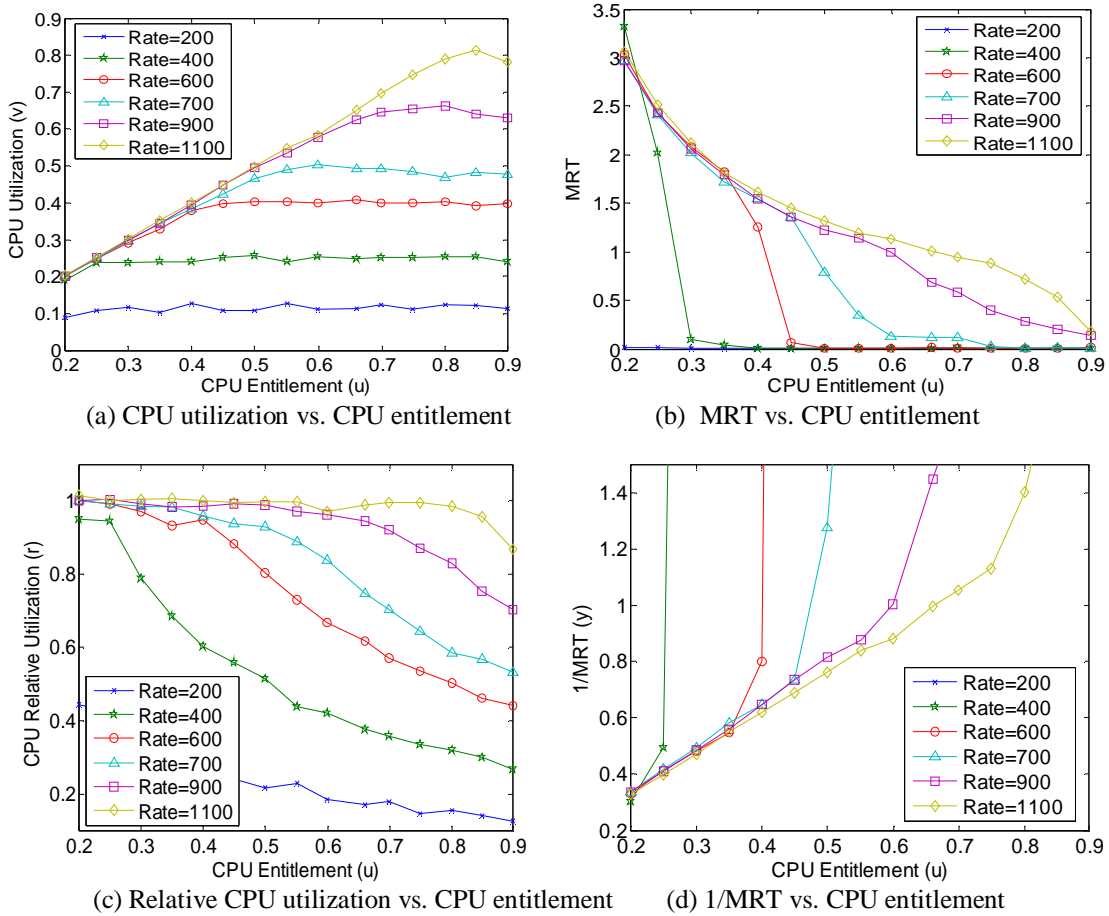 0.9
0.8
0.7
0.6
0.5
0.4
0.3
0.2
0.1
0
CPU Utilization (v)
Rate=200
Rate=400
Rate=600
Rate=700
Rate=900
Rate=1100
0.2 0.3 0.4 0.5 0.6 0.7 0.8 0.9
CPU Entitlement (u)
(a) CPU utilization vs. CPU entitlement
3.5
3.0
2.5
2
1.5
1
0.5
0
MRT
Rate=200
Rate=400
Rate=600
Rate=700
Rate=900
Rate=1100
0.2 0.3 0.4 0.5 0.6 0.7 0.8 0.9
CPU Entitlement (u)
(b) MRT vs. CPU entitlement
1
0.8
0.6
0.4
0.2
CPU Relative Utilization (r)
Rate=200
Rate=400
Rate=600
Rate=700
Rate=900
Rate=1100
0.2 0.3 0.4 0.5 0.6 0.7 0.8 0.9
CPU Entitlement (u)
(c) Relative CPU utilization vs. CPU entitlement
1.4
1.2
1
0.8
0.6
0.4
0.2
1/MRT (y)
Rate=200
Rate=400
Rate=600
Rate=700
Rate=900
Rate=1100
0.2 0.3 0.4 0.5 0.6 0.7 0.8 0.9
CPU Entitlement (u)
(d) 1/MRT vs. CPU entitlement